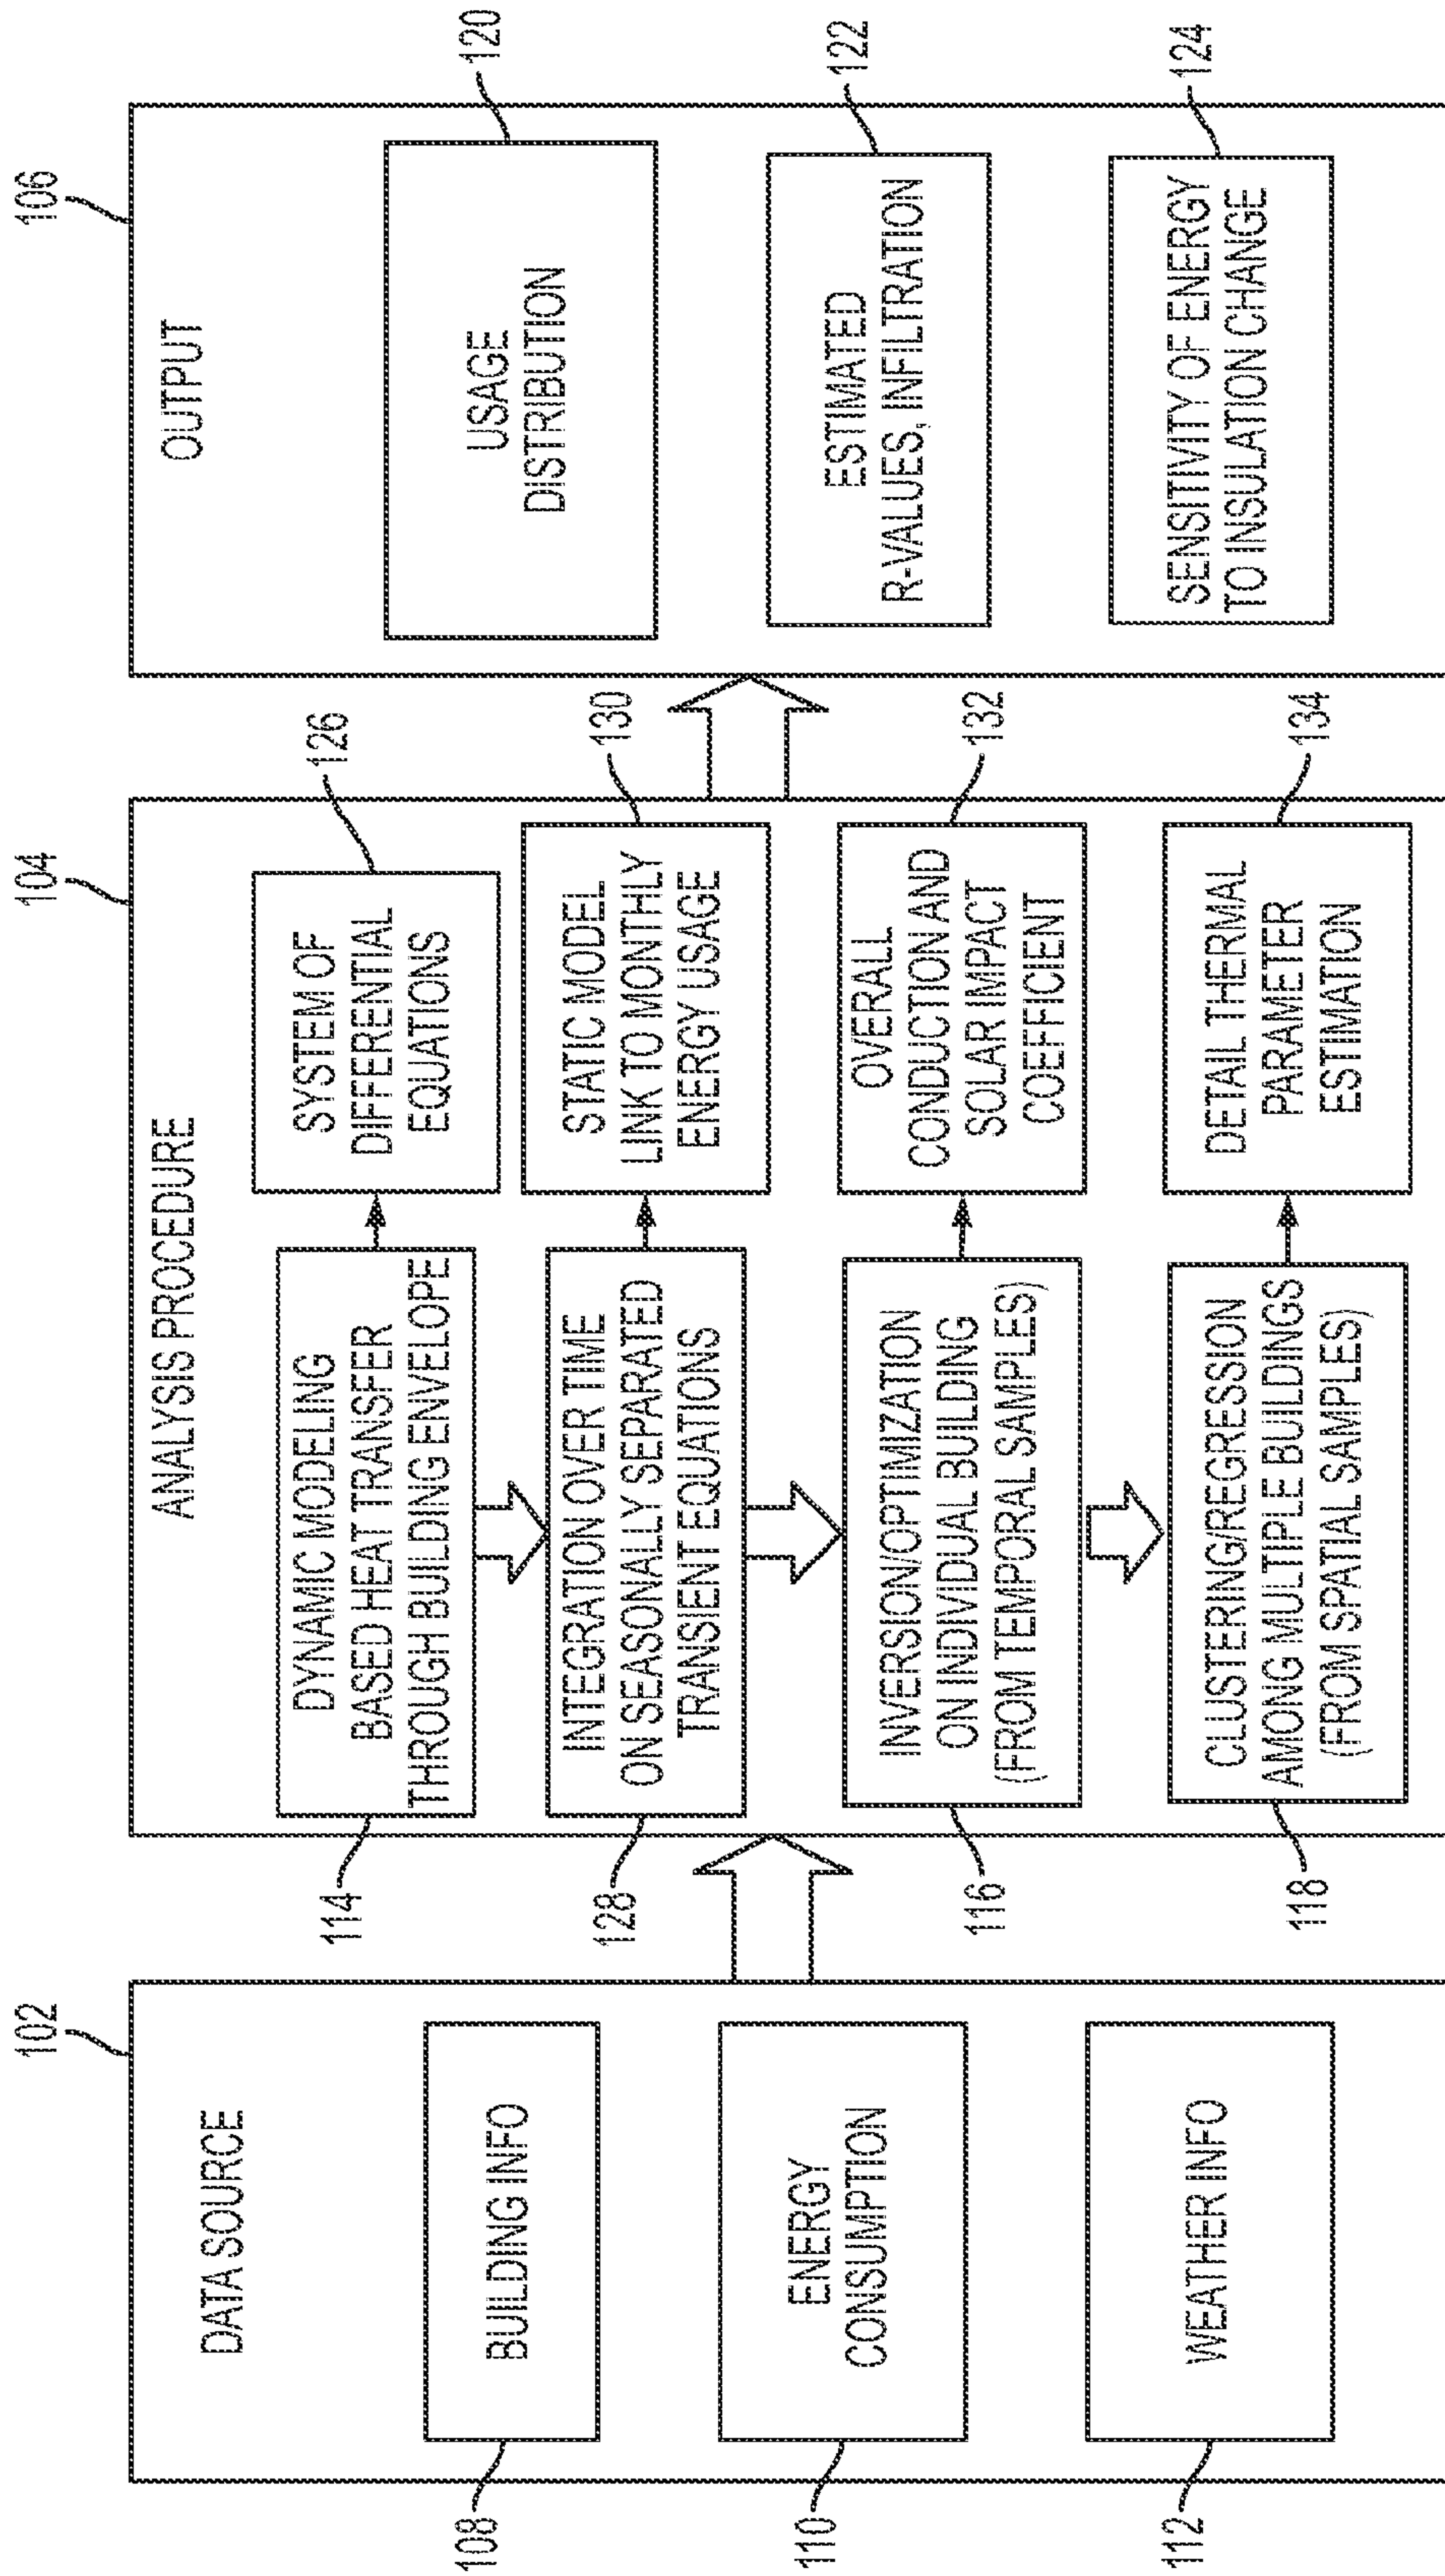 102
DATA SOURCE
108
BUILDING INFO
110
ENERGY
CONSUMPTION
112
WEATHER INFO
104
ANALYSIS PROCEDURE
114
DYNAMIC MODELING
BASED HEAT TRANSFER
THROUGH BUILDING ENVELOPE
126
SYSTEM OF
DIFFERENTIAL
EQUATIONS
128
INTEGRATION OVER TIME
ON SEASONALLY SEPARATED
TRANSIENT EQUATIONS
130
STATIC MODEL
LINK TO MONTHLY
ENERGY USAGE
116
INVERSION/OPTIMIZATION
ON INDIVIDUAL BUILDING
(FROM TEMPORAL SAMPLES)
132
OVERALL
CONDUCTION AND
SOLAR IMPACT
COEFFICIENT
118
CLUSTERING/REGRESSION
AMONG MULTIPLE BUILDINGS
(FROM SPATIAL SAMPLES)
134
DETAIL THERMAL
PARAMETER
ESTIMATION
106
OUTPUT
120
USAGE
DISTRIBUTION
122
ESTIMATED
R-VALUES, INFILTRATION
124
SENSITIVITY OF ENERGY
TO INSULATION CHANGE